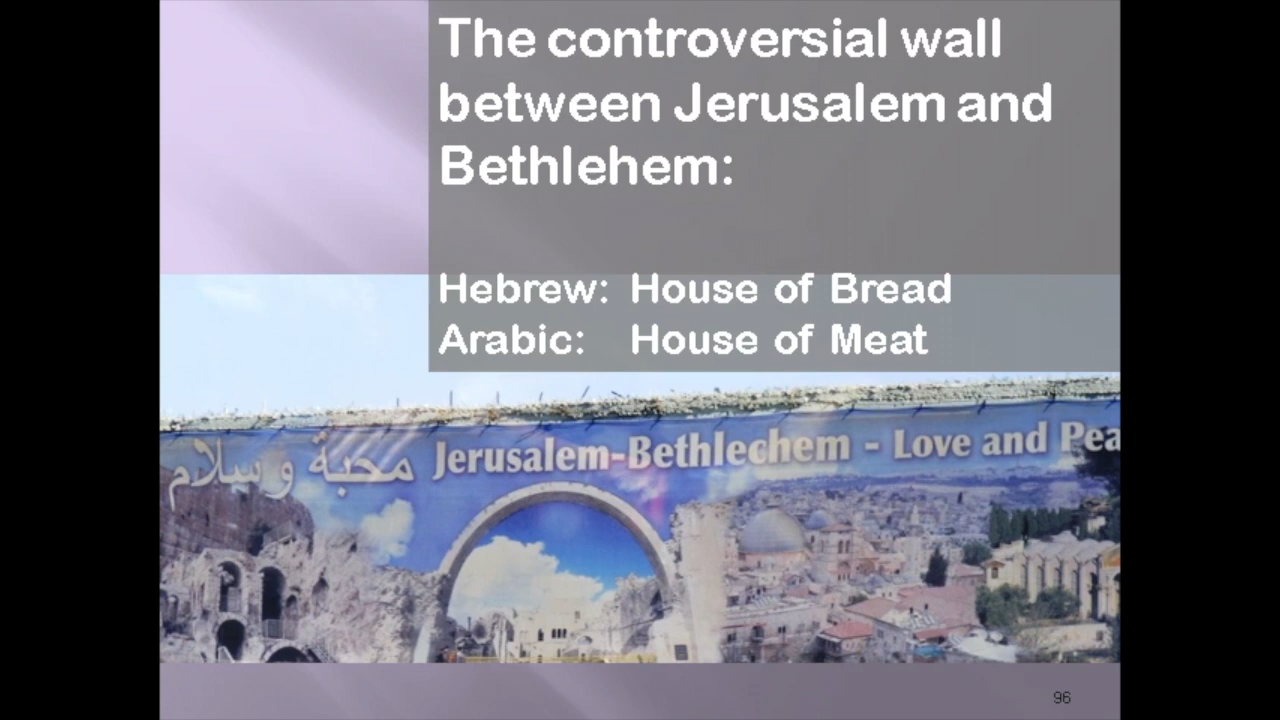 The controversial wall
between Jerusalem and
Bethlehem:
Hebrew: House of Bread
Arabic: House of Meat
محبة وسلام Jerusalem-Bethlechem - Love and Pea
96